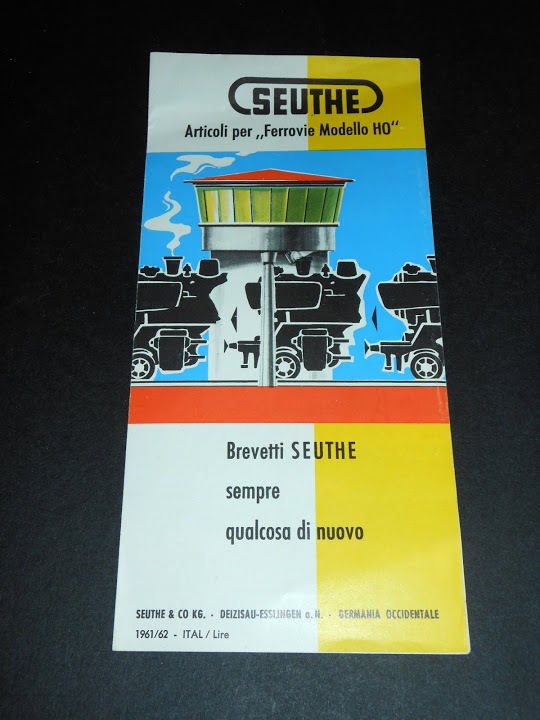 SEUTHE
Articoli per „Ferrovie Modello HO“
Brevetti SEUTHE
sempre
qualcosa di nuovo
SEUTHE & CO KG. · DEIZISAU-ESSLINGEN a. N. · GERMANIA OCCIDENTALE
1961/62 - ITAL / Lire